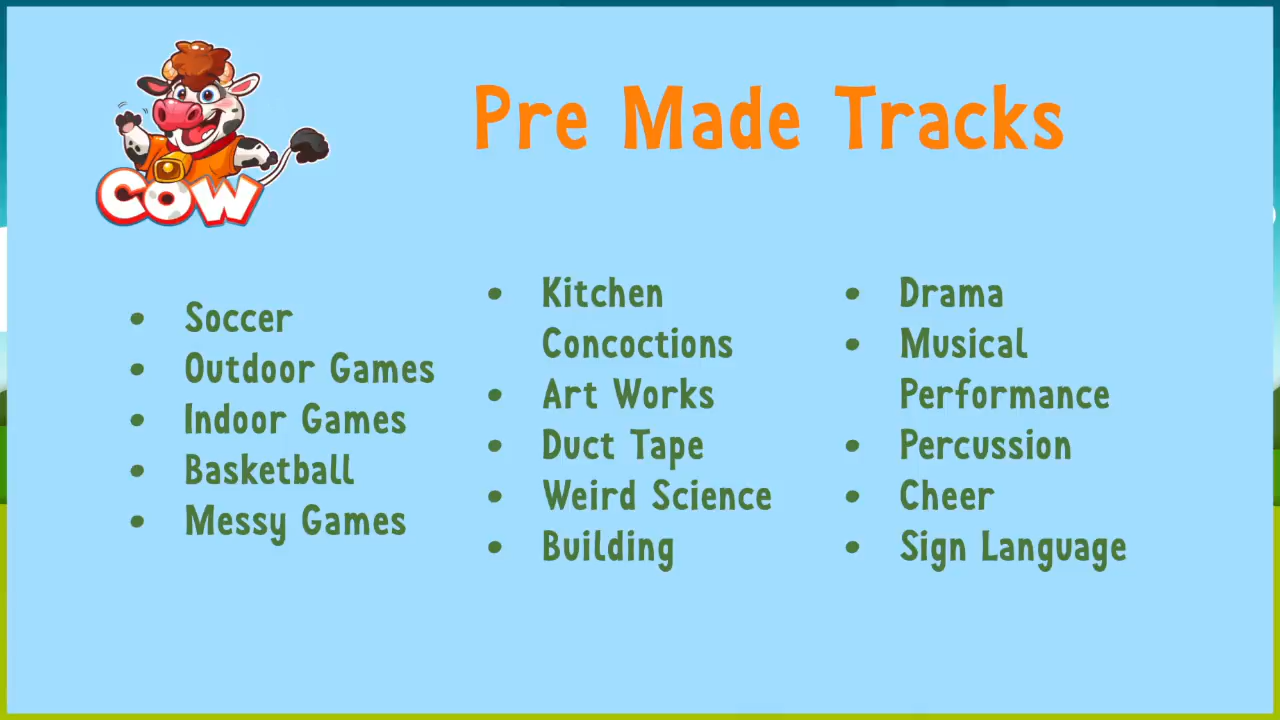 COW
Pre Made Tracks
• Soccer
• Outdoor Games
• Indoor Games
• Basketball
• Messy Games
• Kitchen
Concoctions
• Art Works
• Duct Tape
• Weird Science
• Building
• Drama
• Musical
Performance
• Percussion
• Cheer
• Sign Language